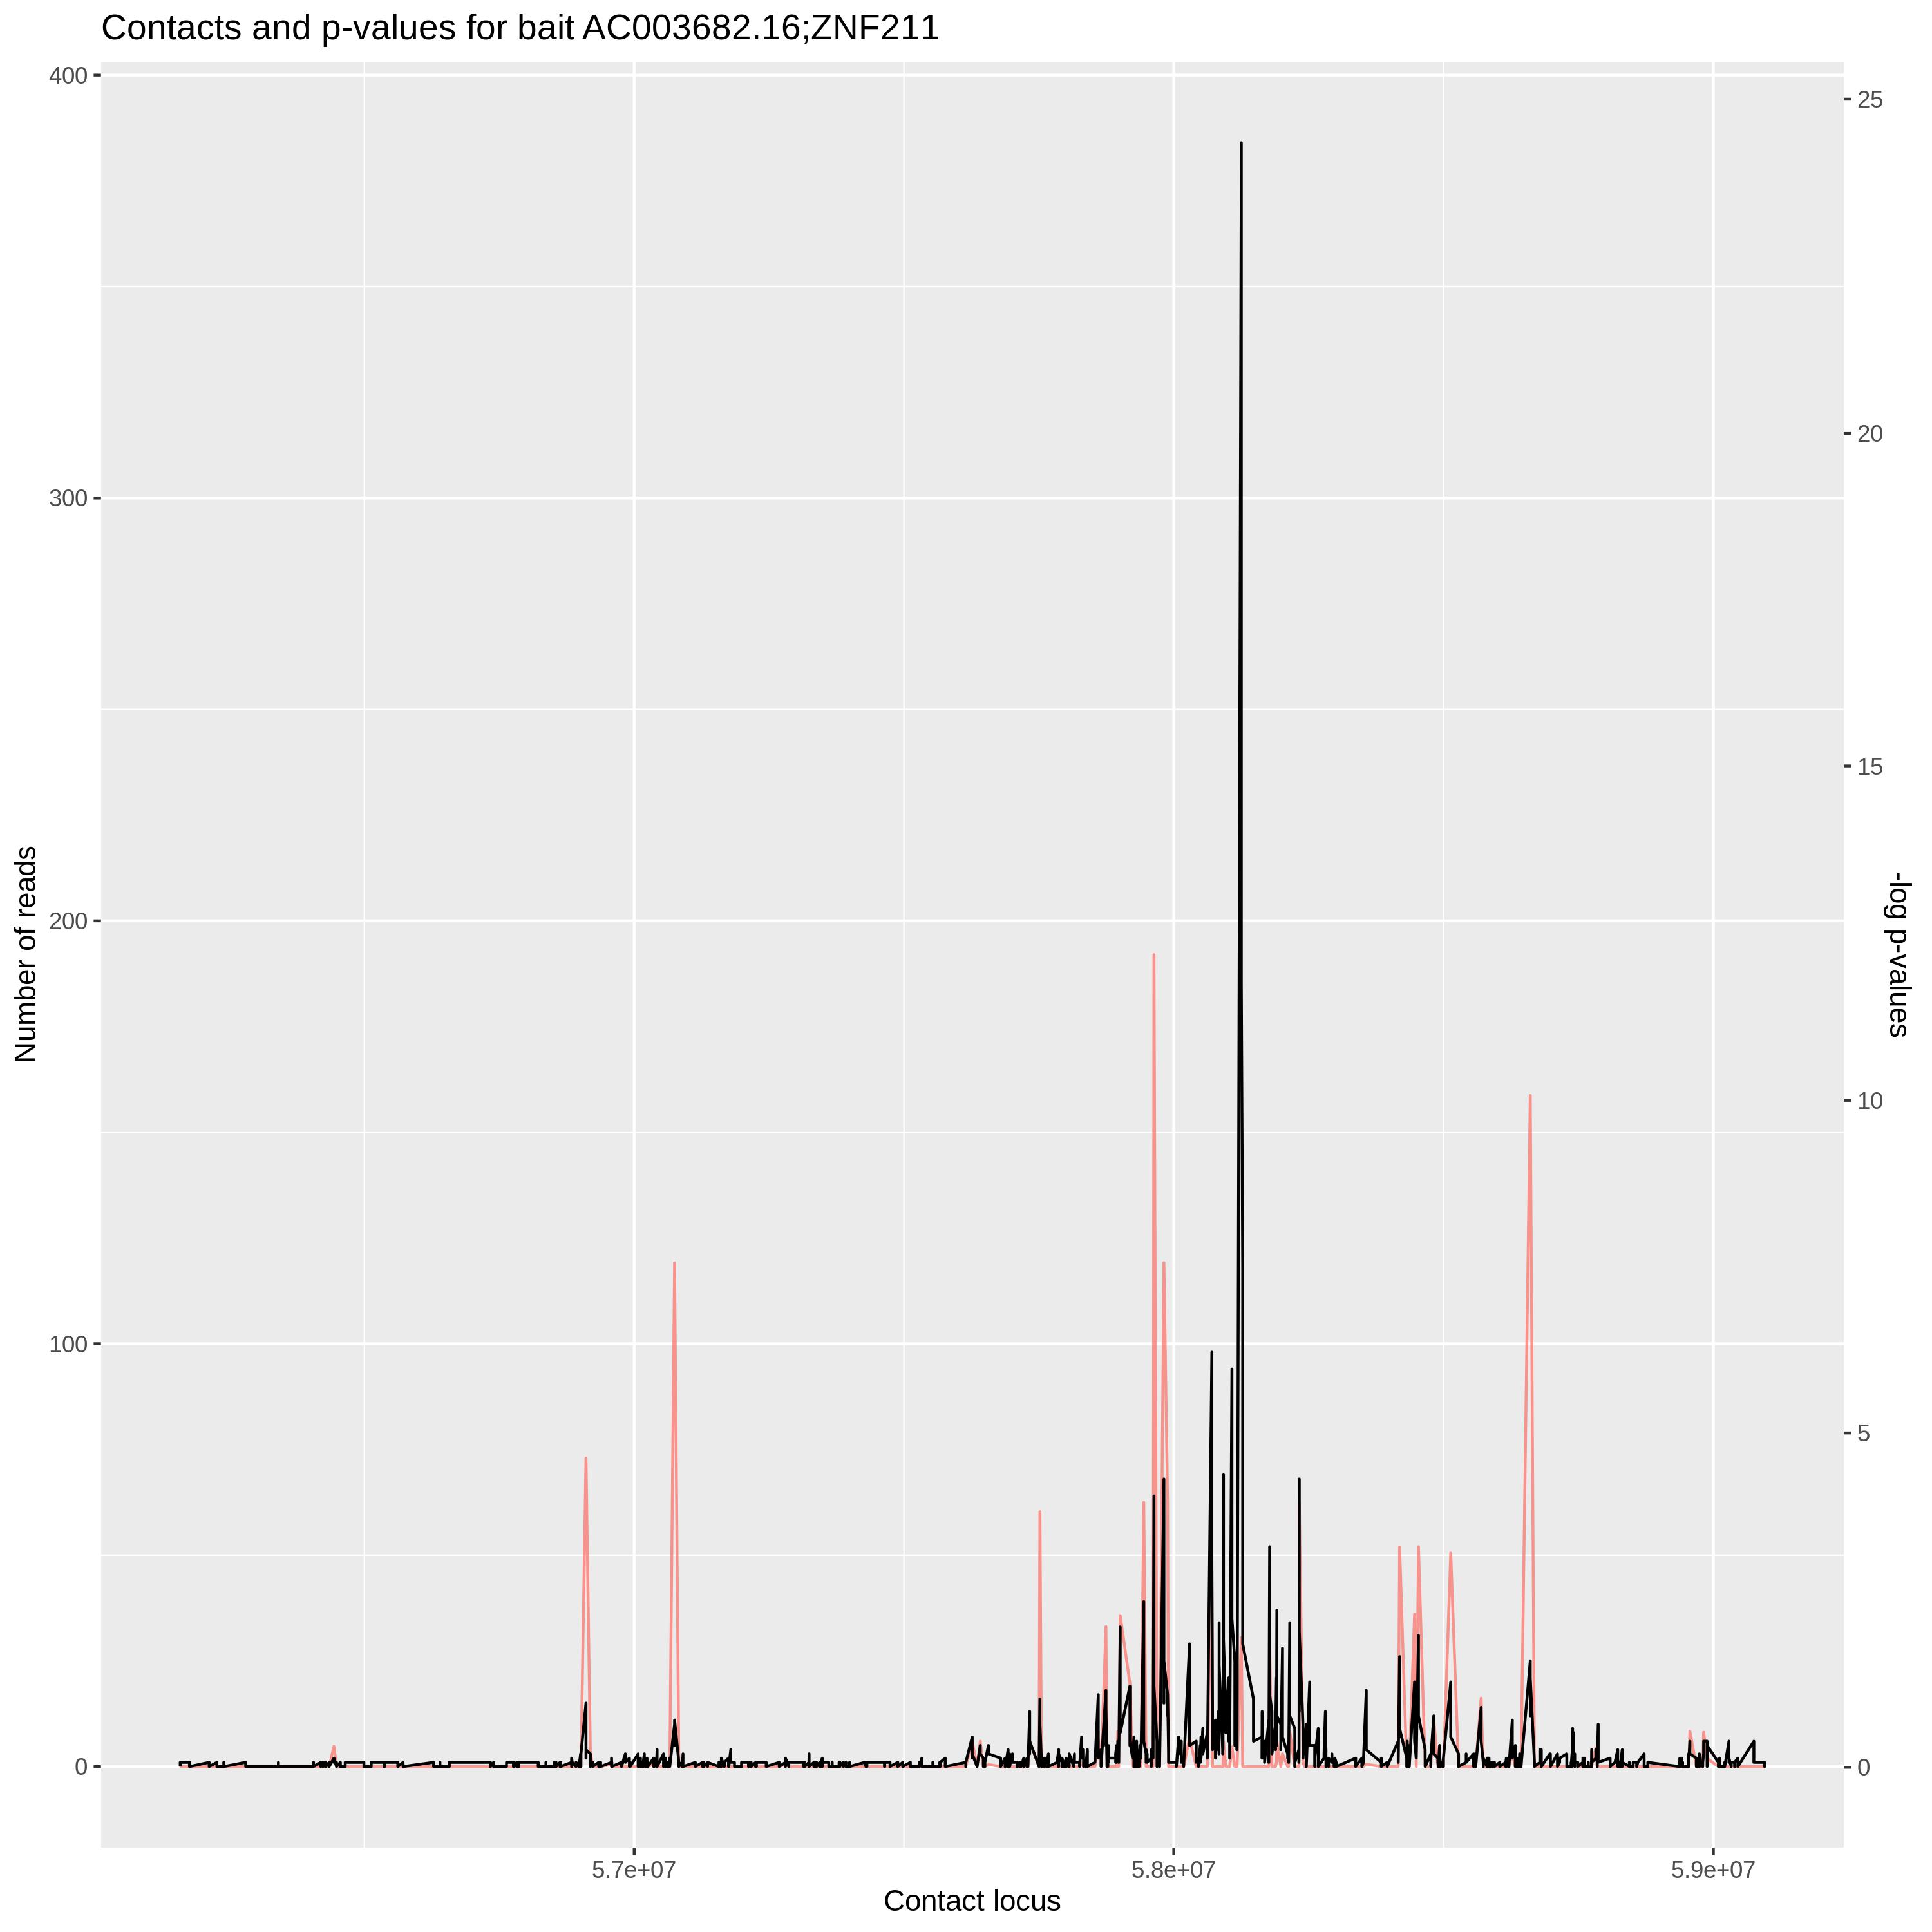 Contacts and p-values for bait AC003682.16;ZNF211
400
300
200
100
0
Number of reads
25
20
15
10
5
0
-log p-values
5.7e+07
5.8e+07
5.9e+07
Contact locus